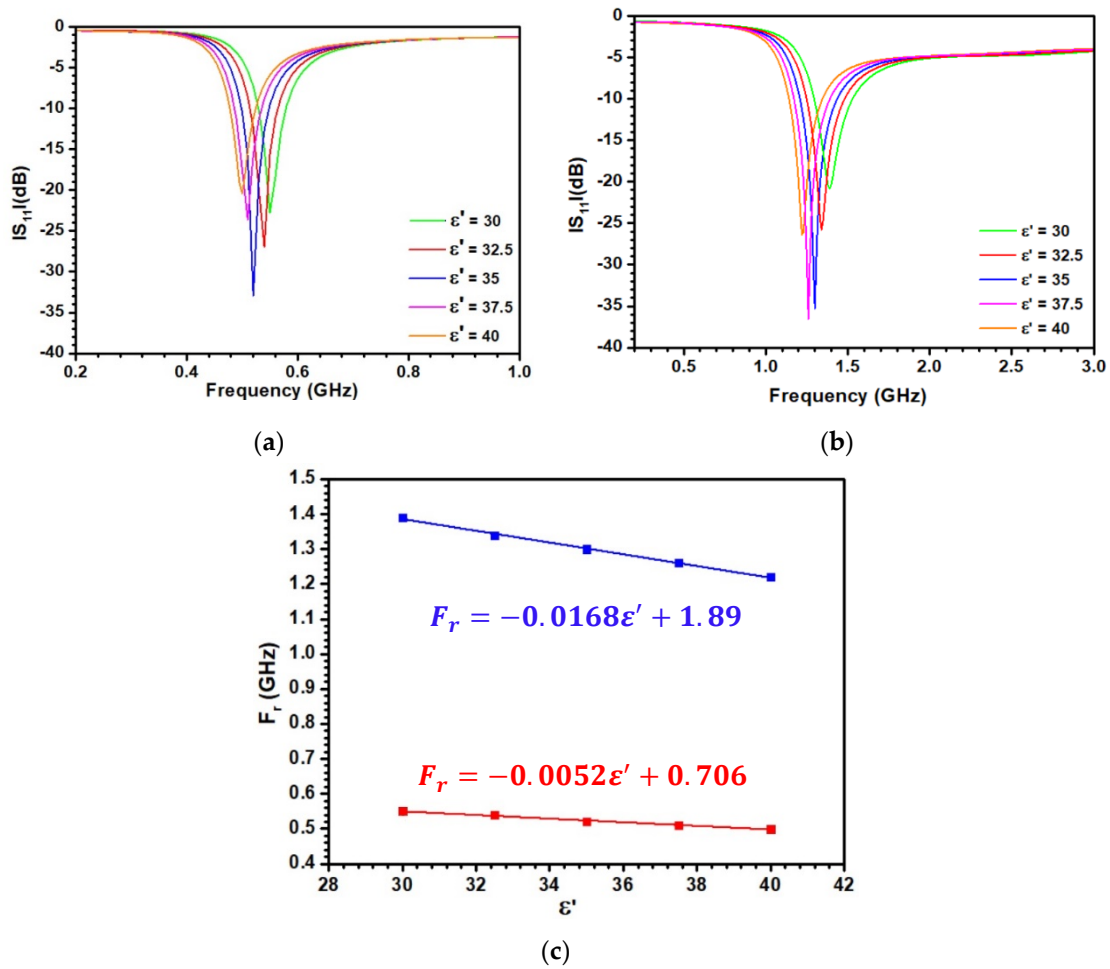 0
-5
-10
-15
-20
-25
-30
-35
-40
0.2
0.4
0.6
0.8
1.0
IS₁₁I(dB)
Frequency (GHz)
ε' = 30
ε' = 32.5
ε' = 35
ε' = 37.5
ε' = 40
(a)
0
-5
-10
-15
-20
-25
-30
-35
-40
0.5
1.0
1.5
2.0
2.5
3.0
IS₁₁I(dB)
Frequency (GHz)
ε' = 30
ε' = 32.5
ε' = 35
ε' = 37.5
ε' = 40
(b)
1.5
1.4
1.3
1.2
1.1
1.0
0.9
0.8
0.7
0.6
0.5
0.4
28
30
32
34
36
38
40
42
Fᵣ (GHz)
ε'
Fᵣ = −0.0168ε′ + 1.89
Fᵣ = −0.0052ε′ + 0.706
(c)